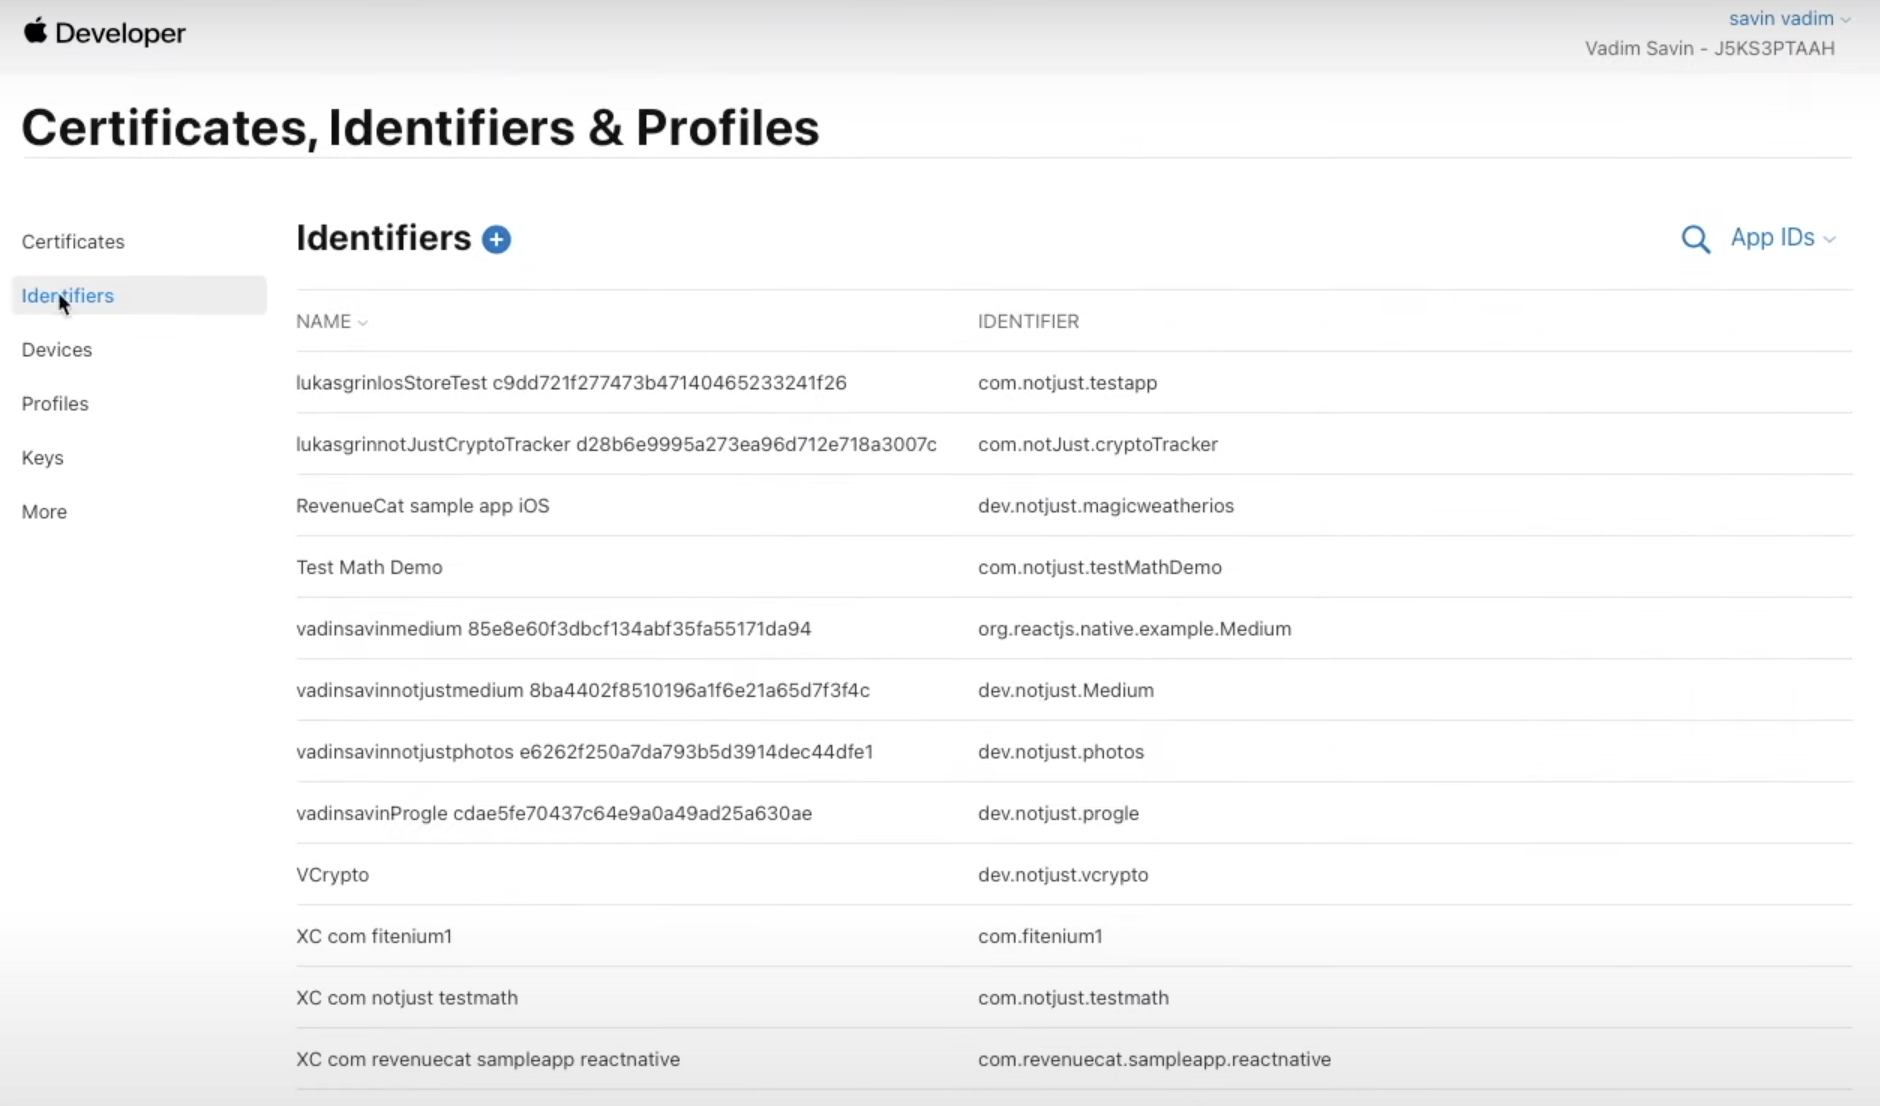 Developer
savin vadim
Vadim Savin - J5KS3PTAAH
Certificates, Identifiers & Profiles
Certificates
Identifiers
Devices
Profiles
Keys
More
Identifiers
App IDs
NAME IDENTIFIER
lukasgrinIosStoreTest c9dd721f277473b47140465233241f26 com.notjust.testapp
lukasgrinnotJustCryptoTracker d28b6e9995a273ea96d712e718a3007c com.notJust.cryptoTracker
RevenueCat sample app iOS dev.notjust.magicweatherios
Test Math Demo com.notjust.testMathDemo
vadinsavinmedium 85e8e60f3dbcf134abf35fa55171da94 org.reactjs.native.example.Medium
vadinsavinnotjustmedium 8ba4402f8510196a1f6e21a65d7f3f4c dev.notjust.Medium
vadinsavinnotjustphotos e6262f250a7da793b5d3914dec44dfe1 dev.notjust.photos
vadinsavinProgle cdae5fe70437c64e9a0a49ad25a630ae dev.notjust.progle
VCrypto dev.notjust.vcrypto
XC com fitenium1 com.fitenium1
XC com notjust testmath com.notjust.testmath
XC com revenuecat sampleapp reactnative com.revenuecat.sampleapp.reactnative